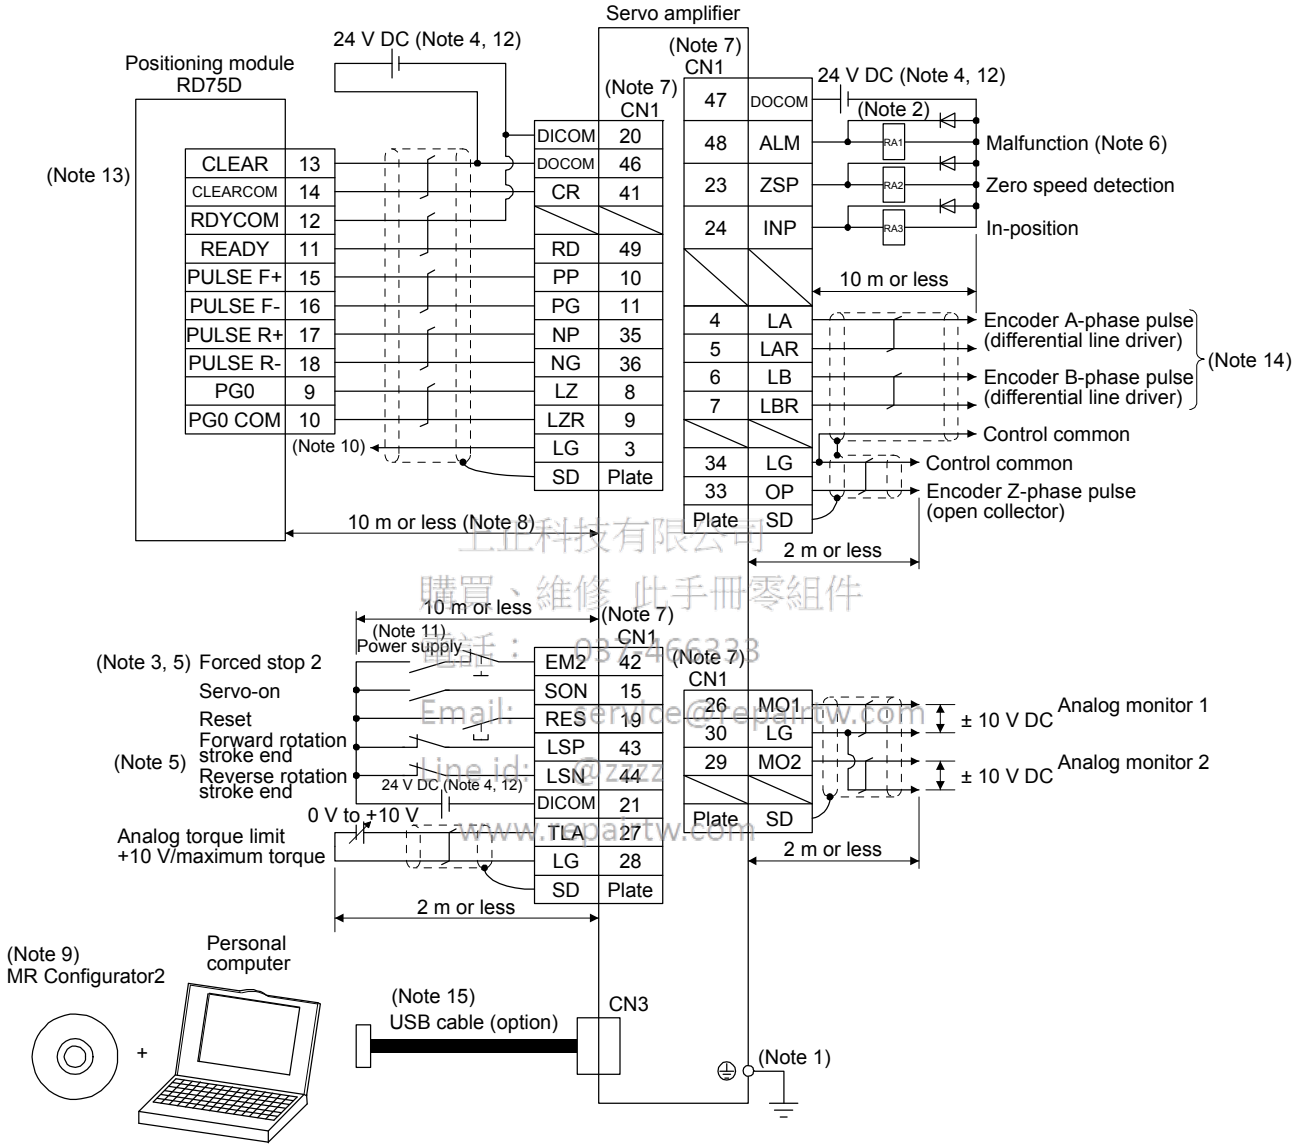 Servo amplifier
24 V DC (Note 4, 12)
Positioning module
RD75D
(Note 13)
CLEAR 13
CLEARCOM 14
RDYCOM 12
READY 11
PULSE F+ 15
PULSE F- 16
PULSE R+ 17
PULSE R- 18
PG0 9
PG0 COM 10
(Note 10)
(Note 7)
CN1
DICOM 20
DOCOM 46
CR 41
RD 49
PP 10
PG 11
NP 35
NG 36
LZ 8
LZR 9
LG 3
SD Plate
10 m or less (Note 8)
(Note 7)
CN1
24 V DC (Note 4, 12)
47 DOCOM
(Note 2)
48 ALM RA1 Malfunction (Note 6)
23 ZSP RA2 Zero speed detection
24 INP RA3 In-position
10 m or less
4 LA Encoder A-phase pulse
5 LAR (differential line driver)
6 LB Encoder B-phase pulse
7 LBR (differential line driver)
(Note 14)
Control common
34 LG Control common
33 OP Encoder Z-phase pulse
(open collector)
Plate SD
2 m or less
上正科技有限公司
購買、維修 此手冊零組件
電話： 037-466333
Email: service@repairtw.com
Line id: @zzzz
www.repairtw.com
10 m or less
(Note 11)
Power supply
(Note 7)
CN1
(Note 3, 5) Forced stop 2 EM2 42
Servo-on SON 15
Reset RES 19
Forward rotation
stroke end LSP 43
(Note 5)
Reverse rotation
stroke end LSN 44
24 V DC (Note 4, 12)
DICOM 21
0 V to +10 V
Analog torque limit
+10 V/maximum torque
TLA 27
LG 28
SD Plate
2 m or less
(Note 7)
CN1
26 MO1 Analog monitor 1
± 10 V DC
30 LG
29 MO2 Analog monitor 2
± 10 V DC
Plate SD
2 m or less
(Note 9)
MR Configurator2
+
Personal
computer
(Note 15)
USB cable (option)
CN3
(Note 1)